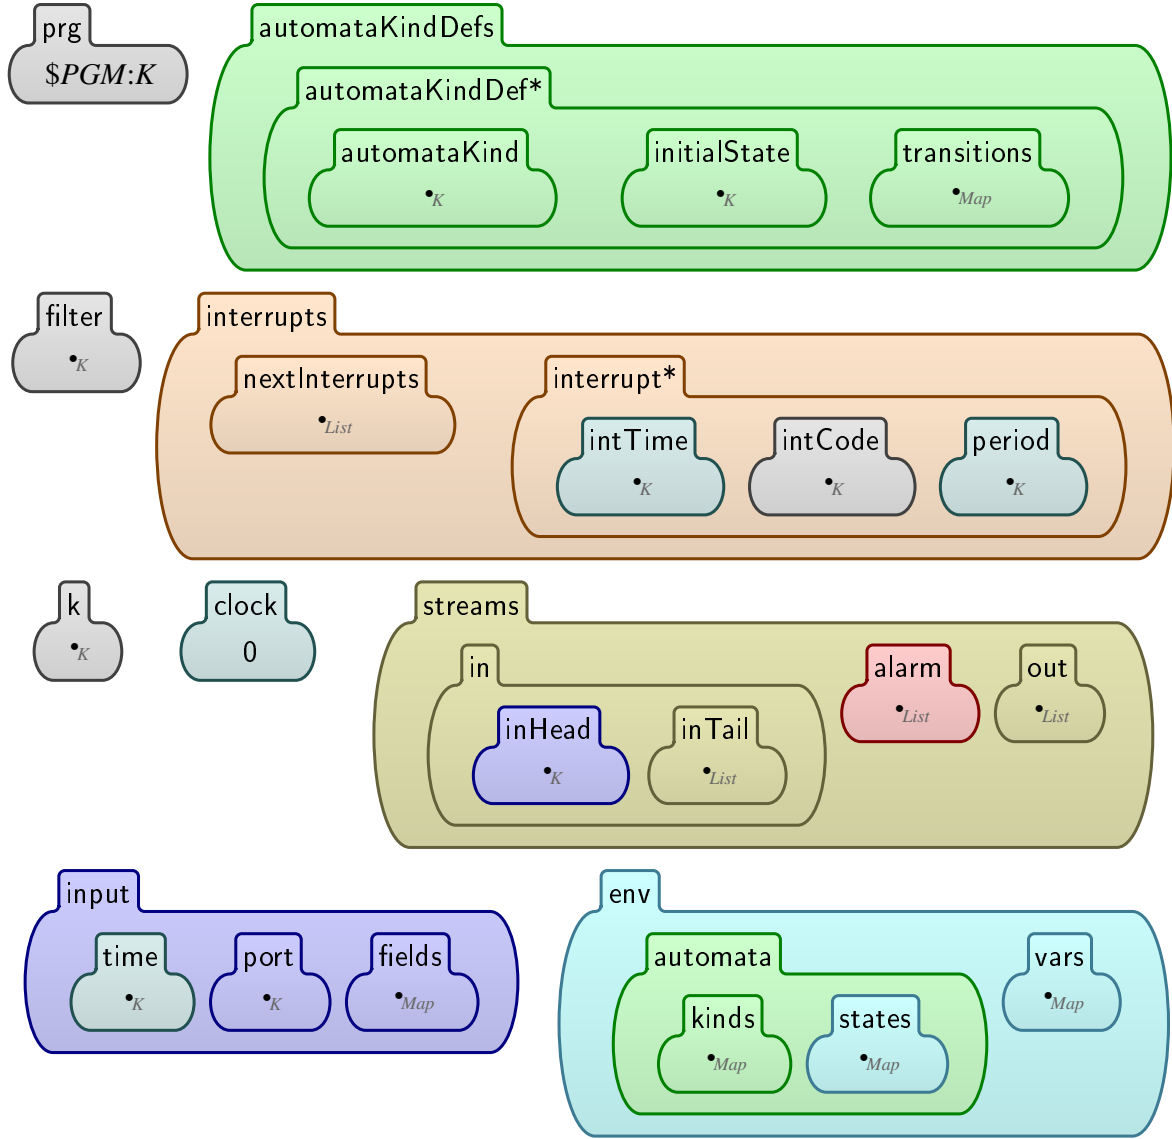 prg
$PGM:K
automataKindDefs
automataKindDef*
automataKind initialState transitions
•K •K •Map
filter
•K
interrupts
nextInterrupts interrupt*
•List
intTime intCode period
•K •K •K
k clock streams
•K 0
in alarm out
•List •List
inHead inTail
•K •List
input env
time port fields automata vars
•K •K •Map •Map
kinds states
•Map •Map